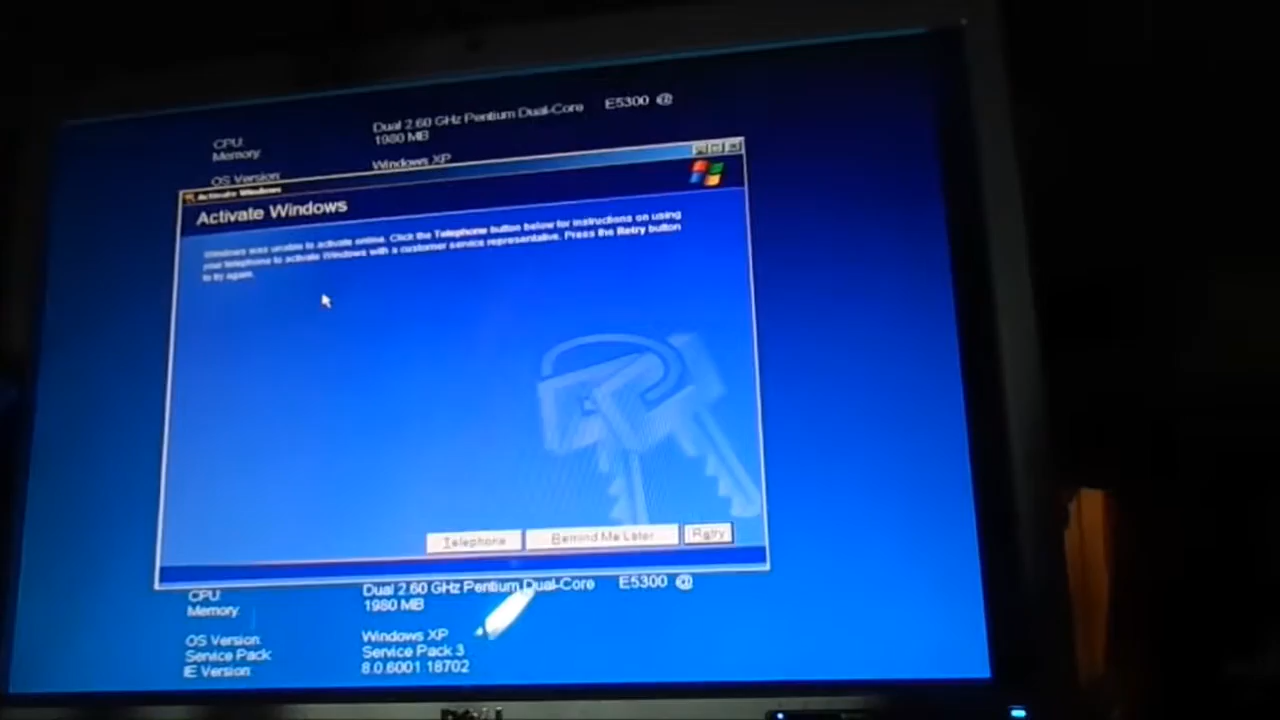 CPU: Dual 2.60 GHz Pentium Dual-Core E5300 @
Memory: 1980 MB
OS Version: Windows XP
Activate Windows
Activate Windows
Windows was unable to activate online. Click the Telephone button below for instructions on using
your telephone to activate Windows with a customer service representative. Press the Retry button
to try again.
Telephone
Remind Me Later
Retry
CPU: Dual 2.60 GHz Pentium Dual-Core E5300 @
Memory: 1980 MB
OS Version: Windows XP
Service Pack: Service Pack 3
IE Version: 8.0.6001.18702
DELL